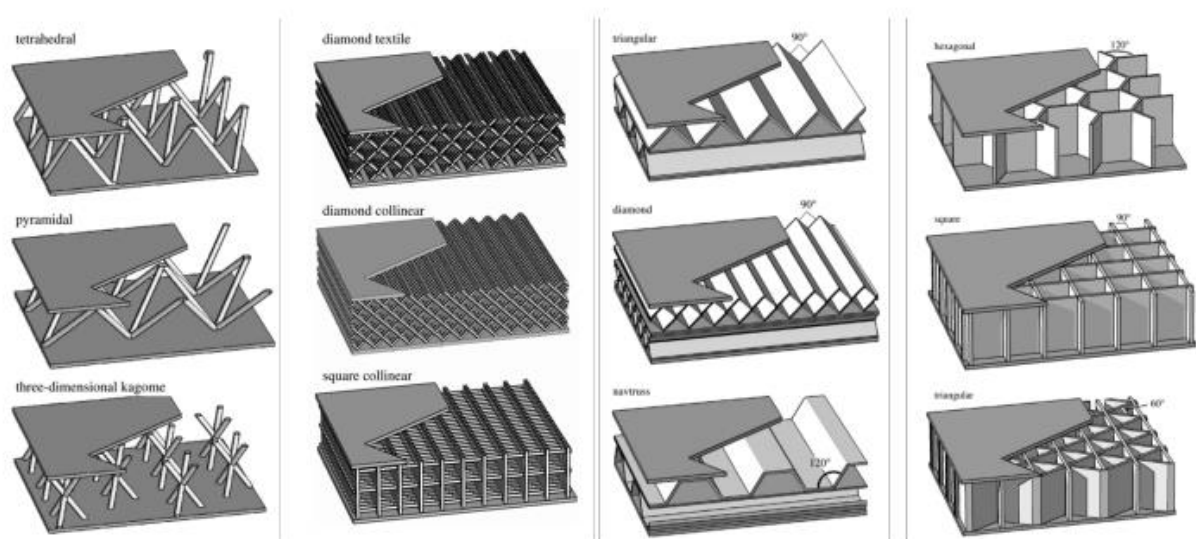 tetrahedral
pyramidal
three-dimensional kagome
diamond textile
diamond collinear
square collinear
triangular
90°
diamond
90°
navtruss
120°
hexagonal
120°
square
90°
triangular
60°